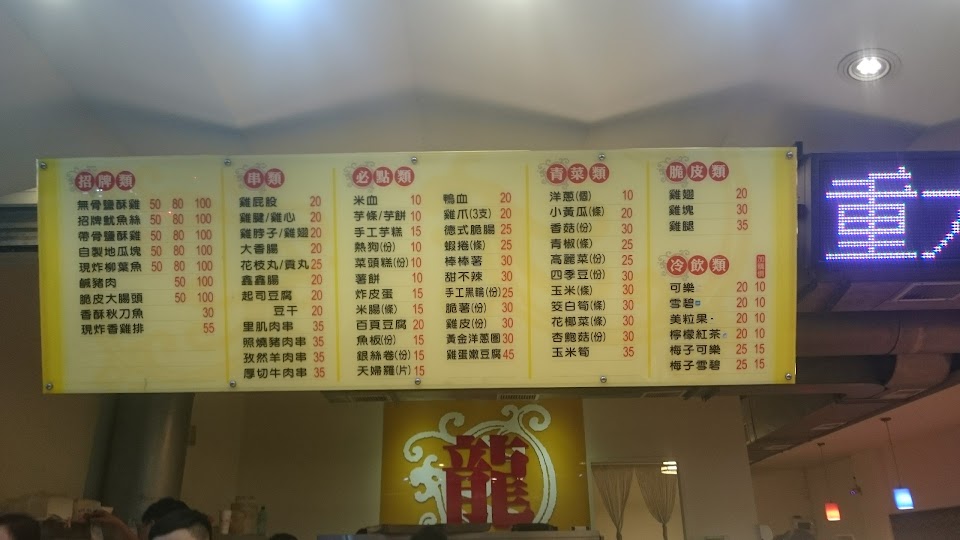 招牌類
無骨鹽酥雞 50 80 100
招牌魷魚絲 50 80 100
帶骨鹽酥雞 50 80 100
自製地瓜塊 50 80 100
現炸柳葉魚 50 80 100
鹹豬肉 50 100
脆皮大腸頭 50 100
香酥秋刀魚 30
現炸香雞排 55
串類
雞屁股 20
雞腱/雞心 20
雞脖子/雞翅 20
大香腸 20
花枝丸/貢丸 25
鑫鑫腸 20
起司豆腐 20
豆干 20
里肌肉串 35
照燒豬肉串 35
孜然羊肉串 35
厚切牛肉串 35
必點類
米血 10
芋條/芋餅 10
手工芋糕 15
熱狗(份) 10
菜頭糕(份) 10
薯餅 10
炸皮蛋 15
米腸(條) 15
百頁豆腐 20
魚板(份) 15
銀絲卷(份) 15
天婦羅(片) 15
鴨血 20
雞爪(3支) 20
德式脆腸 25
蝦捲(條) 25
棒棒薯 30
甜不辣 30
手工黑輪(份) 25
脆薯(份) 30
雞皮(份) 30
黃金洋蔥圈 30
雞蛋嫩豆腐 45
青菜類
洋蔥(個) 10
小黃瓜(條) 20
香菇(份) 30
青椒(條) 25
高麗菜(份) 25
四季豆(份) 30
玉米(條) 30
筊白筍(條) 30
花椰菜(條) 30
杏鮑菇(份) 30
玉米筍 35
脆皮類
雞翅 20
雞塊 30
雞腿 35
冷飲類
可樂 20 10
雪碧 20 10
美粒果 20 10
檸檬紅茶 20 10
梅子可樂 25 15
梅子雪碧 25 15
重
龍